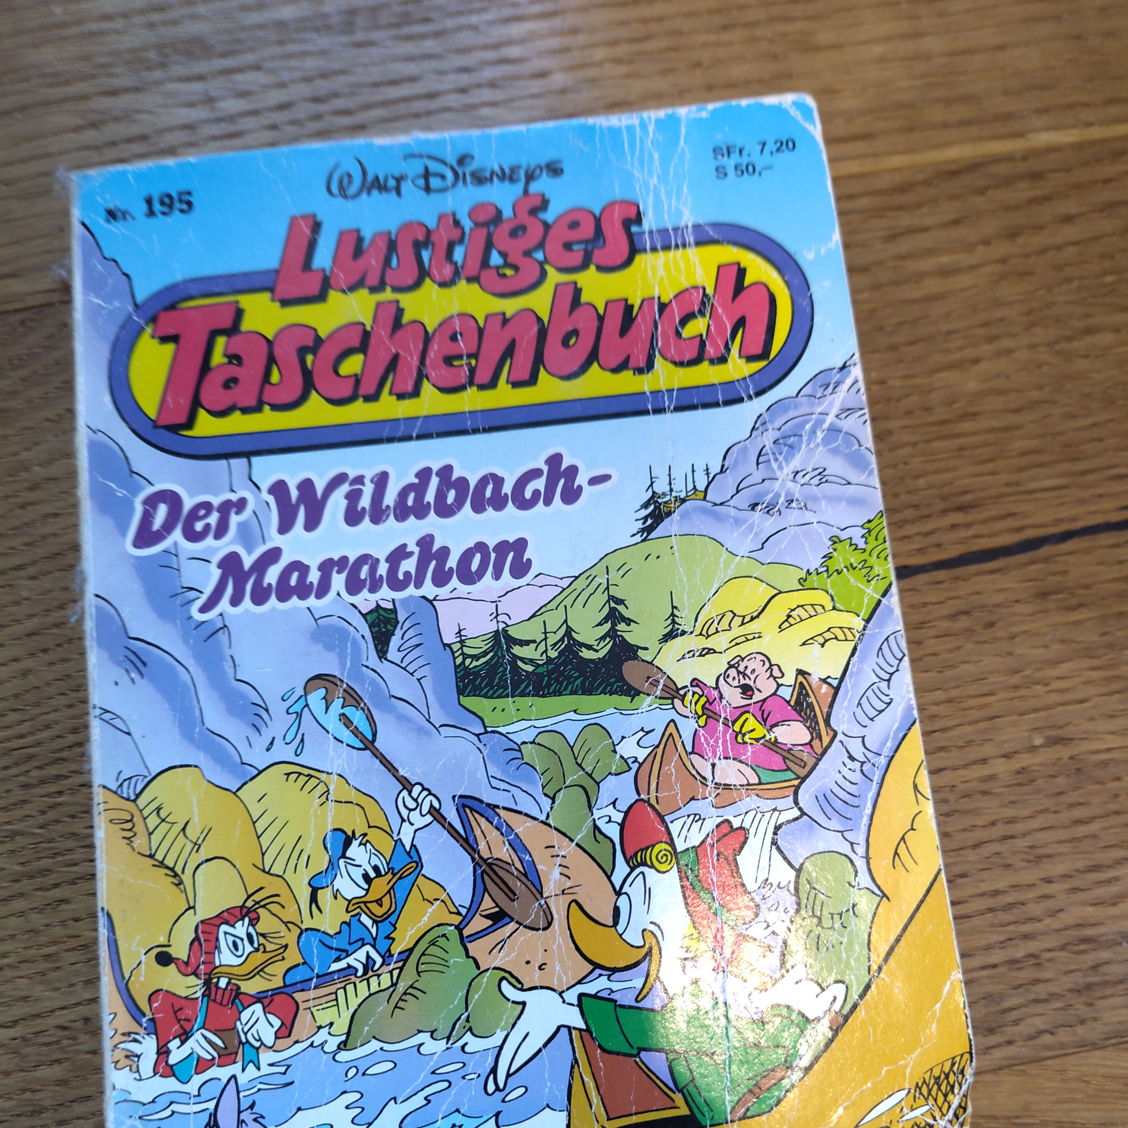 Nr. 195
WALT DISNEYS
SFr. 7,20
S 50,–
Lustiges
Taschenbuch
Der Wildbach-
Marathon